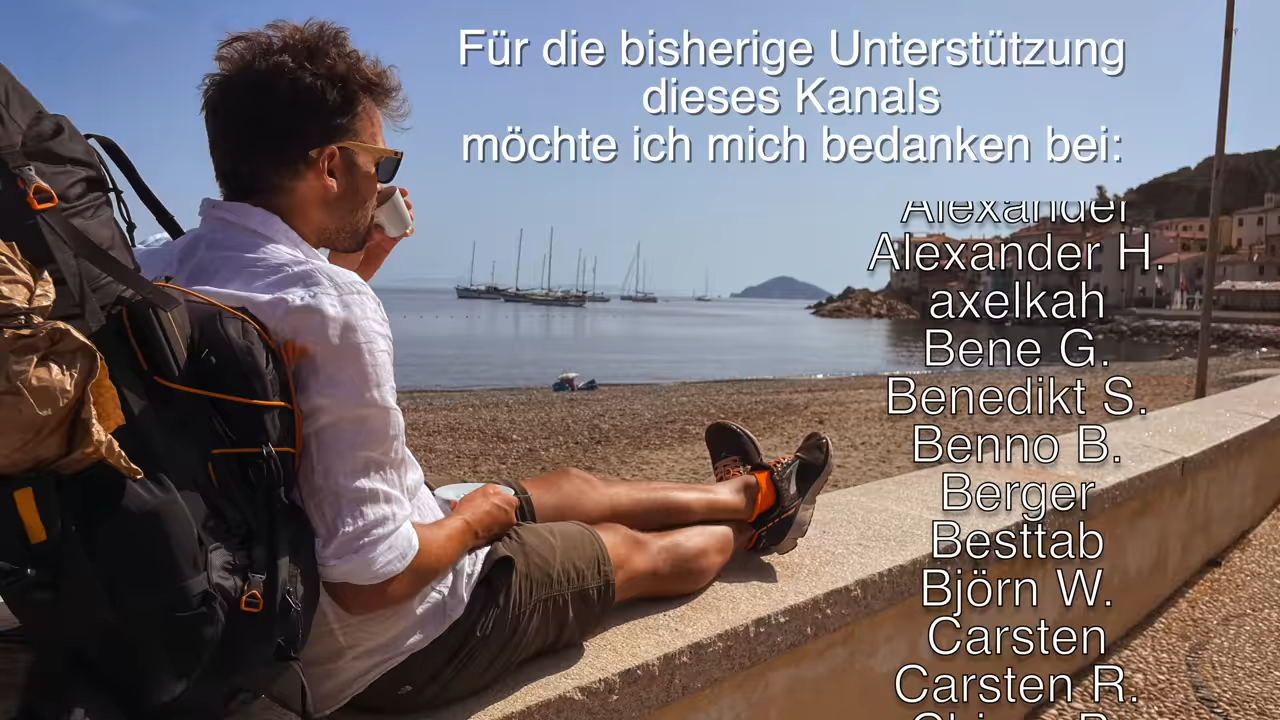 Für die bisherige Unterstützung
dieses Kanals
möchte ich mich bedanken bei:
Alexander
Alexander H.
axelkah
Bene G.
Benedikt S.
Benno B.
Berger
Besttab
Björn W.
Carsten
Carsten R.